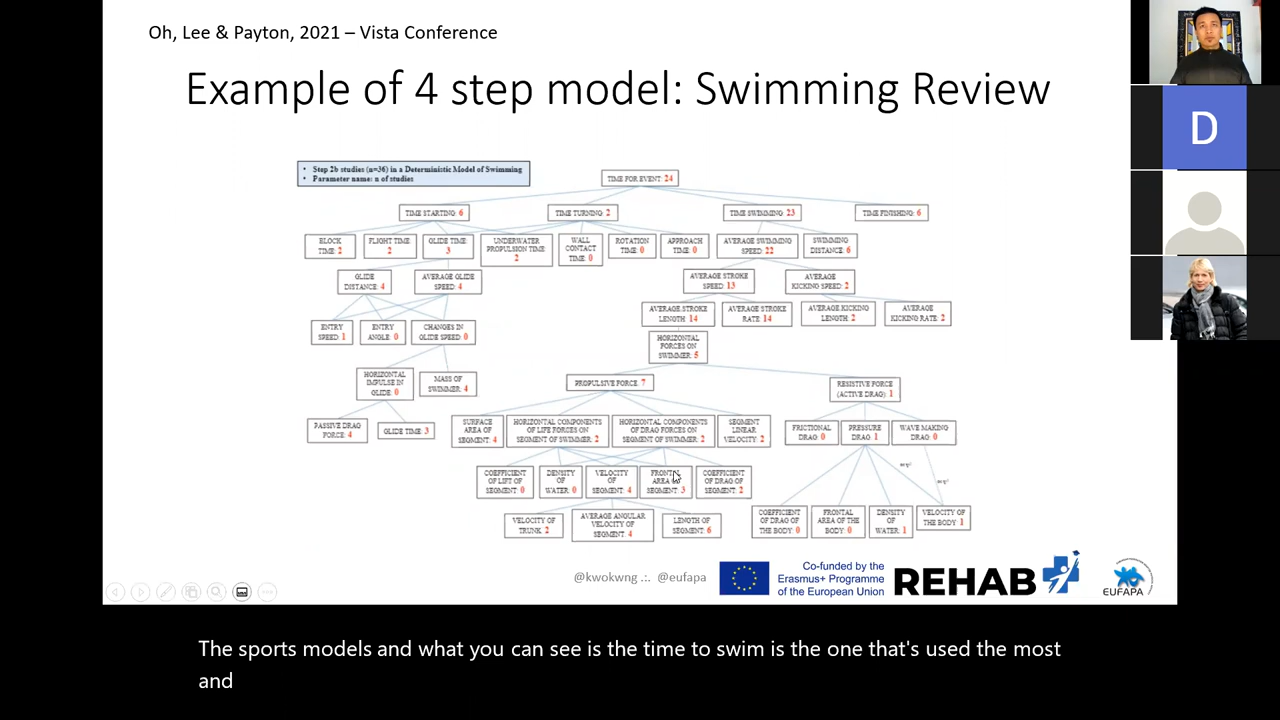 Oh, Lee & Payton, 2021 – Vista Conference
Example of 4 step model: Swimming Review
• Step 2b studies (n=36) in a Deterministic Model of Swimming
• Parameter name: n of studies
TIME FOR EVENT: 24
TIME STARTING: 6
TIME TURNING: 2
TIME SWIMMING: 23
TIME FINISHING: 6
BLOCK
TIME: 2
FLIGHT TIME:
2
GLIDE TIME:
3
UNDERWATER
PROPULSION TIME:
2
WALL
CONTACT
TIME: 0
ROTATION
TIME: 0
APPROACH
TIME: 0
AVERAGE SWIMMING
SPEED: 22
SWIMMING
DISTANCE: 6
GLIDE
DISTANCE: 4
AVERAGE GLIDE
SPEED: 4
AVERAGE STROKE
SPEED: 13
AVERAGE
KICKING SPEED: 2
AVERAGE STROKE
LENGTH: 14
AVERAGE STROKE
RATE: 14
AVERAGE KICKING
LENGTH: 2
AVERAGE
KICKING RATE: 2
ENTRY
SPEED: 1
ENTRY
ANGLE: 0
CHANGES IN
GLIDE SPEED: 0
HORIZONTAL
FORCES ON
SWIMMER: 5
HORIZONTAL
IMPULSE IN
GLIDE: 0
MASS OF
SWIMMER: 4
PROPULSIVE FORCE: 7
RESISTIVE FORCE
(ACTIVE DRAG): 1
PASSIVE DRAG
FORCE: 4
GLIDE TIME: 3
SURFACE
AREA OF
SEGMENT: 4
HORIZONTAL COMPONENTS
OF LIFE FORCES ON
SEGMENT OF SWIMMER: 2
HORIZONTAL COMPONENTS
OF DRAG FORCES ON
SEGMENT OF SWIMMER: 2
SEGMENT
LINEAR
VELOCITY: 2
FRICTIONAL
DRAG: 0
PRESSURE
DRAG: 1
WAVE MAKING
DRAG: 0
COEFFICIENT
OF LIFT OF
SEGMENT: 0
DENSITY
OF
WATER: 0
VELOCITY
OF
SEGMENT: 4
FRONTAL
AREA OF
SEGMENT: 3
COEFFICIENT
OF DRAG OF
SEGMENT: 2
VELOCITY OF
TRUNK: 2
AVERAGE ANGULAR
VELOCITY OF
SEGMENT: 4
LENGTH OF
SEGMENT: 6
COEFFICIENT
OF DRAG OF
THE BODY: 0
FRONTAL
AREA OF THE
BODY: 0
DENSITY
OF
WATER: 1
VELOCITY OF
THE BODY: 1
@kwokwng .:. @eufapa
Co-funded by the
Erasmus+ Programme
of the European Union
REHAB
EUFAPA
D
The sports models and what you can see is the time to swim is the one that's used the most
and